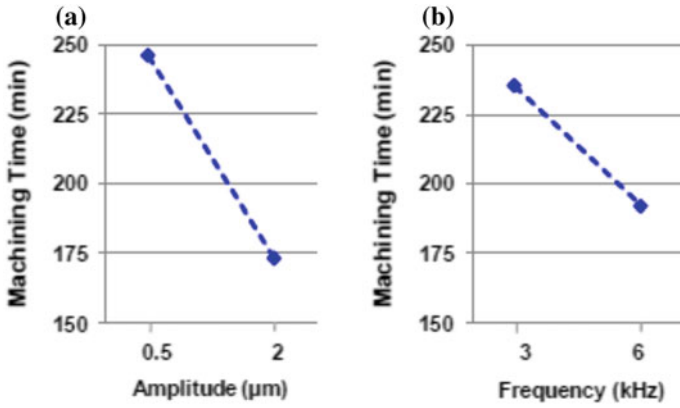 (a)
Machining Time (min)
250
225
200
175
150
0.5 2
Amplitude (μm)
(b)
Machining Time (min)
250
225
200
175
150
3 6
Frequency (kHz)